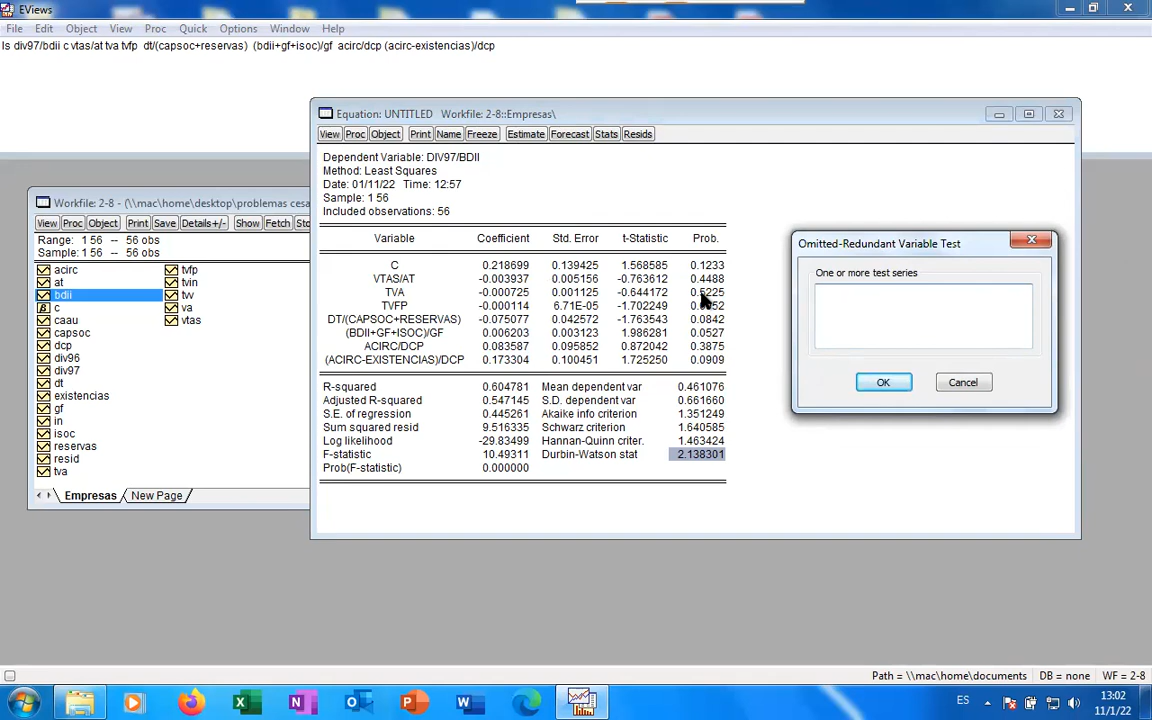 EViews
File Edit Object View Proc Quick Options Window Help
ls div97/bdii c vtas/at tva tvfp dt/(capsoc+reservas) (bdii+gf+isoc)/gf acirc/dcp (acirc-existencias)/dcp
Equation: UNTITLED Workfile: 2-8::Empresas\
View Proc Object Print Name Freeze Estimate Forecast Stats Resids
Dependent Variable: DIV97/BDII
Method: Least Squares
Date: 01/11/22 Time: 12:57
Sample: 1 56
Included observations: 56
Variable Coefficient Std. Error t-Statistic Prob.
C 0.218699 0.139425 1.568585 0.1233
VTAS/AT -0.003937 0.005156 -0.763612 0.4488
TVA -0.000725 0.001125 -0.644172 0.5225
TVFP -0.000114 6.71E-05 -1.702249
DT/(CAPSOC+RESERVAS) -0.075077 0.042572 -1.763543 0.0842
(BDII+GF+ISOC)/GF 0.006203 0.003123 1.986281 0.0527
ACIRC/DCP 0.083587 0.095852 0.872042 0.3875
(ACIRC-EXISTENCIAS)/DCP 0.173304 0.100451 1.725250 0.0909
R-squared 0.604781 Mean dependent var 0.461076
Adjusted R-squared 0.547145 S.D. dependent var 0.661660
S.E. of regression 0.445261 Akaike info criterion 1.351249
Sum squared resid 9.516335 Schwarz criterion 1.640585
Log likelihood -29.83499 Hannan-Quinn criter. 1.463424
F-statistic 10.49311 Durbin-Watson stat 2.138301
Prob(F-statistic) 0.000000
Workfile: 2-8 - (\\mac\home\desktop\problemas cesa
View Proc Object Print Save Details+/- Show Fetch Sto
Range: 1 56 -- 56 obs
Sample: 1 56 -- 56 obs
acirc tvfp
at tvin
bdii tvv
c va
caau vtas
capsoc
dcp
div96
div97
dt
existencias
gf
in
isoc
reservas
resid
tva
Empresas New Page
Omitted-Redundant Variable Test
One or more test series
OK Cancel
Path = \\mac\home\documents DB = none WF = 2-8
ES 13:02
11/1/22